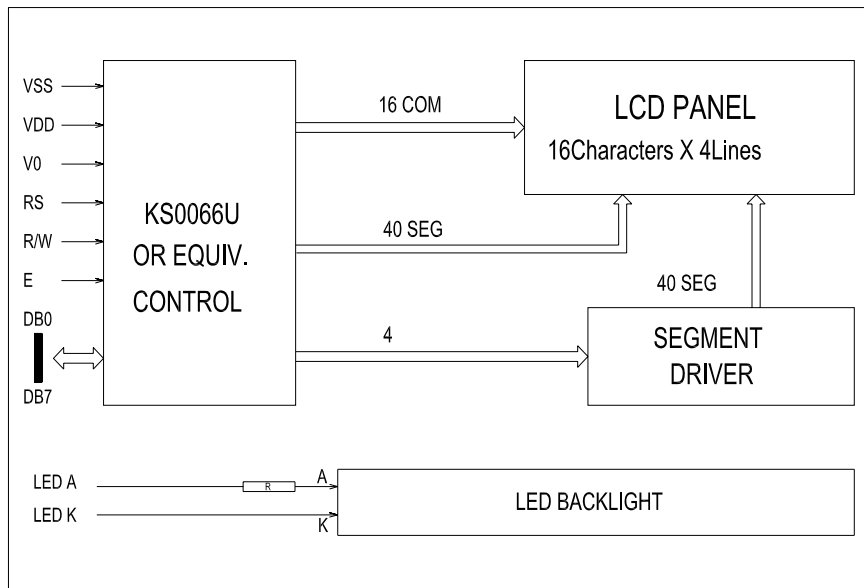 VSS
VDD
V0
RS
R/W
E
DB0
DB7
KS0066U
OR EQUIV.
CONTROL
16 COM
40 SEG
4
LCD PANEL
16Characters X 4Lines
40 SEG
SEGMENT
DRIVER
LED A
R
A
LED K
K
LED BACKLIGHT